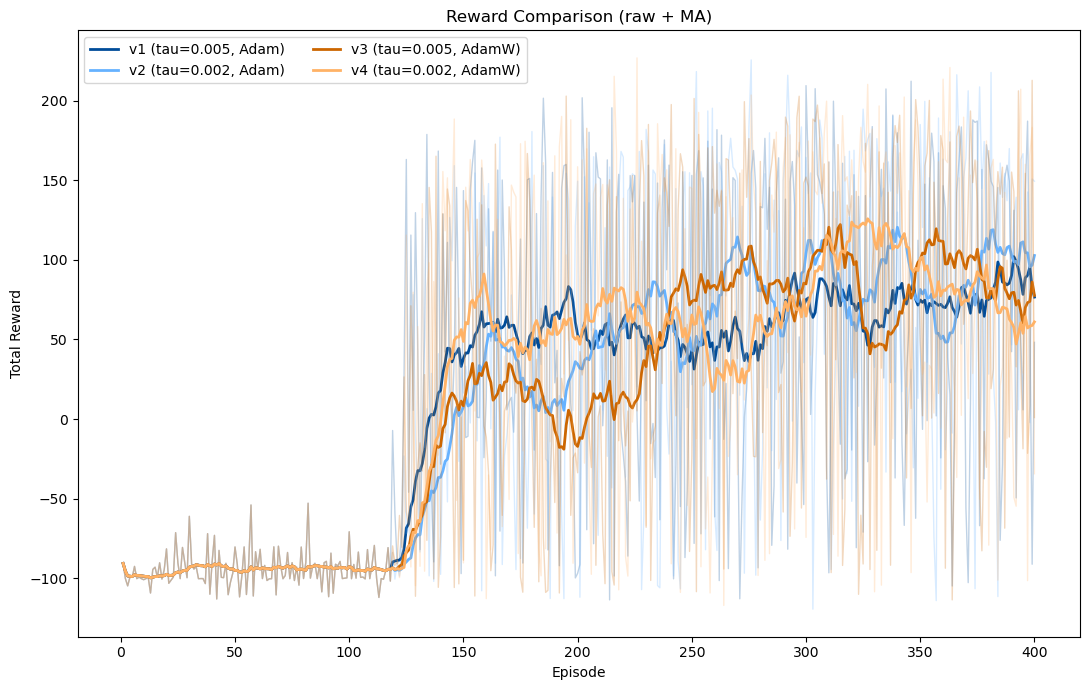 Reward Comparison (raw + MA)
v1 (tau=0.005, Adam)
v2 (tau=0.002, Adam)
v3 (tau=0.005, AdamW)
v4 (tau=0.002, AdamW)
Total Reward
200
150
100
50
0
−50
−100
0 50 100 150 200 250 300 350 400
Episode